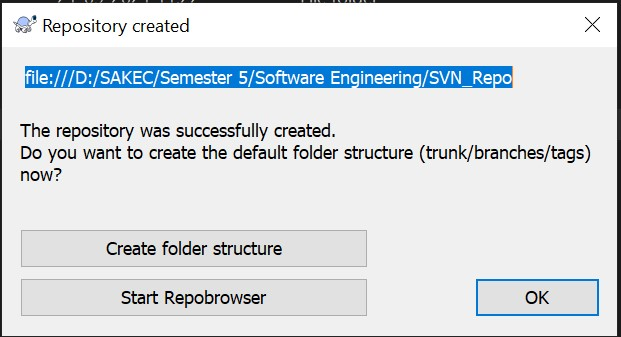 Repository created
file:///D:/SAKEC/Semester 5/Software Engineering/SVN_Repo
The repository was successfully created.
Do you want to create the default folder structure (trunk/branches/tags)
now?
Create folder structure
Start Repobrowser
OK